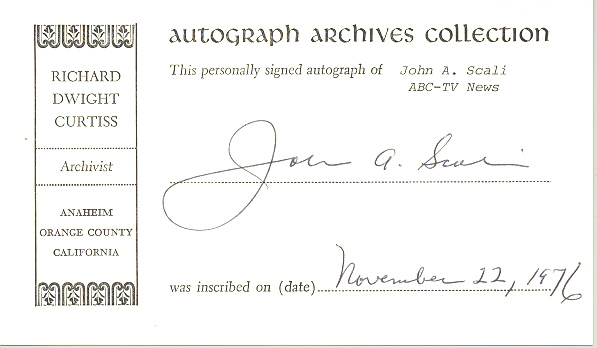 AUTOGRAPH ARCHIVES COLLECTION
RICHARD
DWIGHT
CURTISS
Archivist
ANAHEIM
ORANGE COUNTY
CALIFORNIA
This personally signed autograph of John A. Scali
ABC-TV News
John A. Scali
was inscribed on (date) November 22, 1976